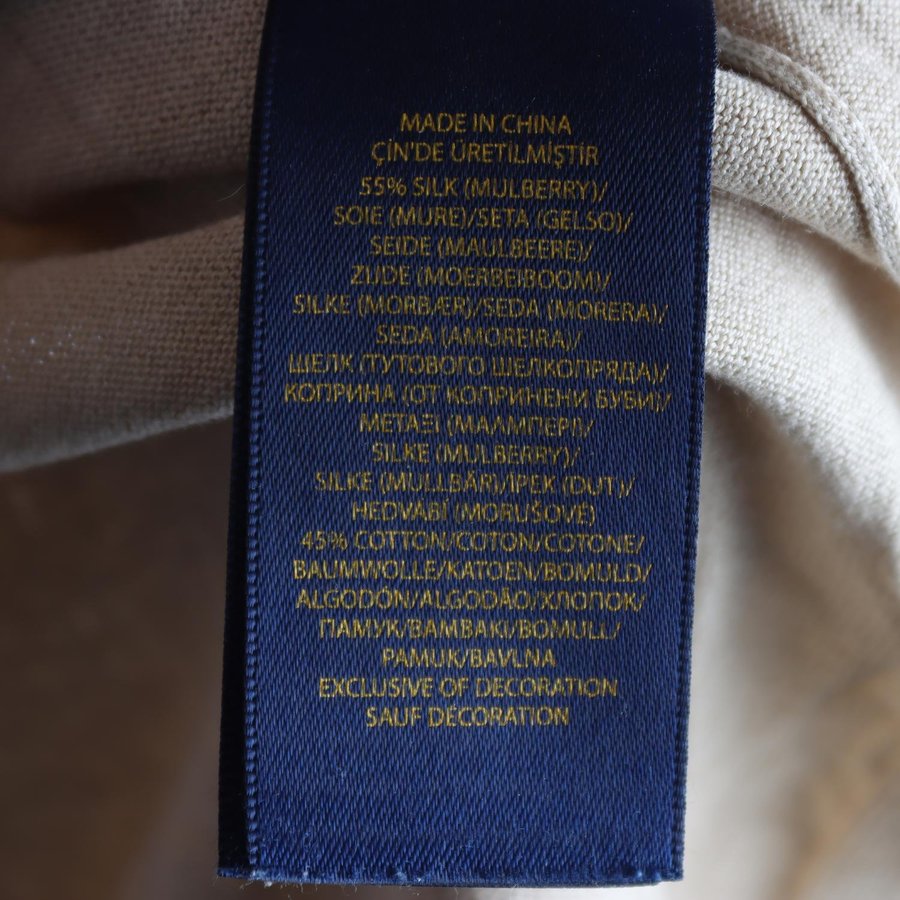 MADE IN CHINA
ÇİN'DE ÜRETİLMİŞTİR
55% SILK (MULBERRY)/
SOIE (MURE)/SETA (GELSO)/
SEIDE (MAULBEERE)/
ZIJDE (MOERBEIBOOM)/
SILKE (MORBÆR)/SEDA (MORERA)/
SEDA (AMOREIRA)/
ШЕЛК (ТУТОВОГО ШЕЛКОПРЯДА)/
КОПРИНА (ОТ КОПРИНЕНИ БУБИ)/
ΜΕΤΑΞΙ (ΜΑΛΜΠΕΡΙ)/
SILKE (MULBERRY)/
SILKE (MULLBÄR)/IPEK (DUT)/
HEDVÁBÍ (MORUŠOVÉ)
45% COTTON/COTON/COTONE/
BAUMWOLLE/KATOEN/BOMULD/
ALGODÓN/ALGODÃO/ХЛОПОК/
ПАМУК/ΒΑΜΒΑΚΙ/BOMULL/
PAMUK/BAVLNA
EXCLUSIVE OF DECORATION
SAUF DÉCORATION